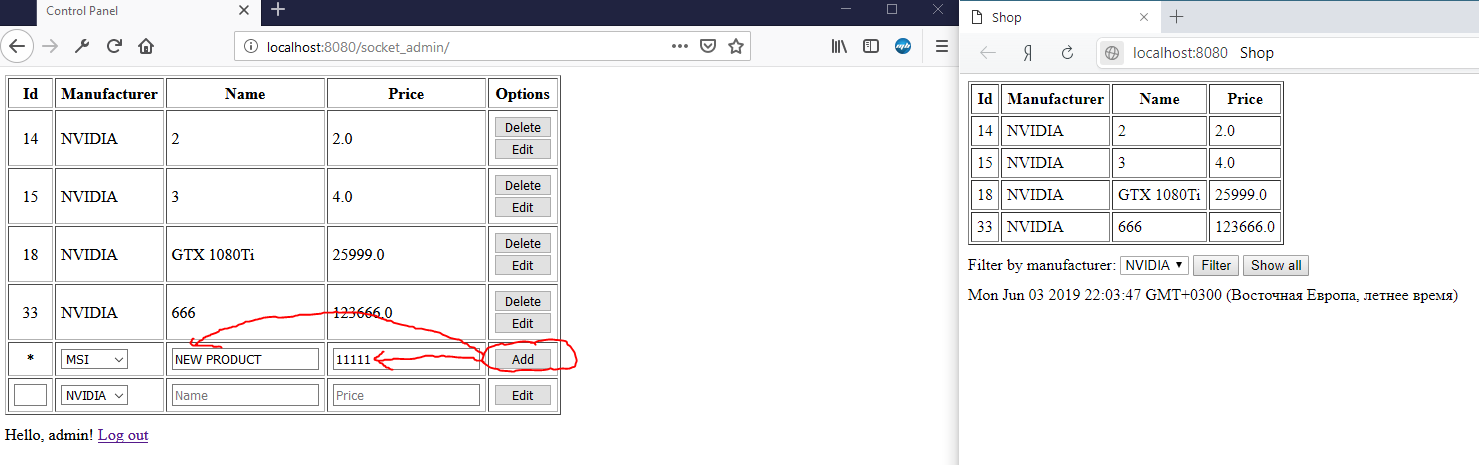 Control Panel
localhost:8080/socket_admin/
Id Manufacturer Name Price Options
14 NVIDIA 2 2.0 Delete Edit
15 NVIDIA 3 4.0 Delete Edit
18 NVIDIA GTX 1080Ti 25999.0 Delete Edit
33 NVIDIA 666 123666.0 Delete Edit
* MSI NEW PRODUCT 11111 Add
NVIDIA Name Price Edit
Hello, admin! Log out
Shop
Я localhost:8080 Shop
Id Manufacturer Name Price
14 NVIDIA 2 2.0
15 NVIDIA 3 4.0
18 NVIDIA GTX 1080Ti 25999.0
33 NVIDIA 666 123666.0
Filter by manufacturer: NVIDIA Filter Show all
Mon Jun 03 2019 22:03:47 GMT+0300 (Восточная Европа, летнее время)